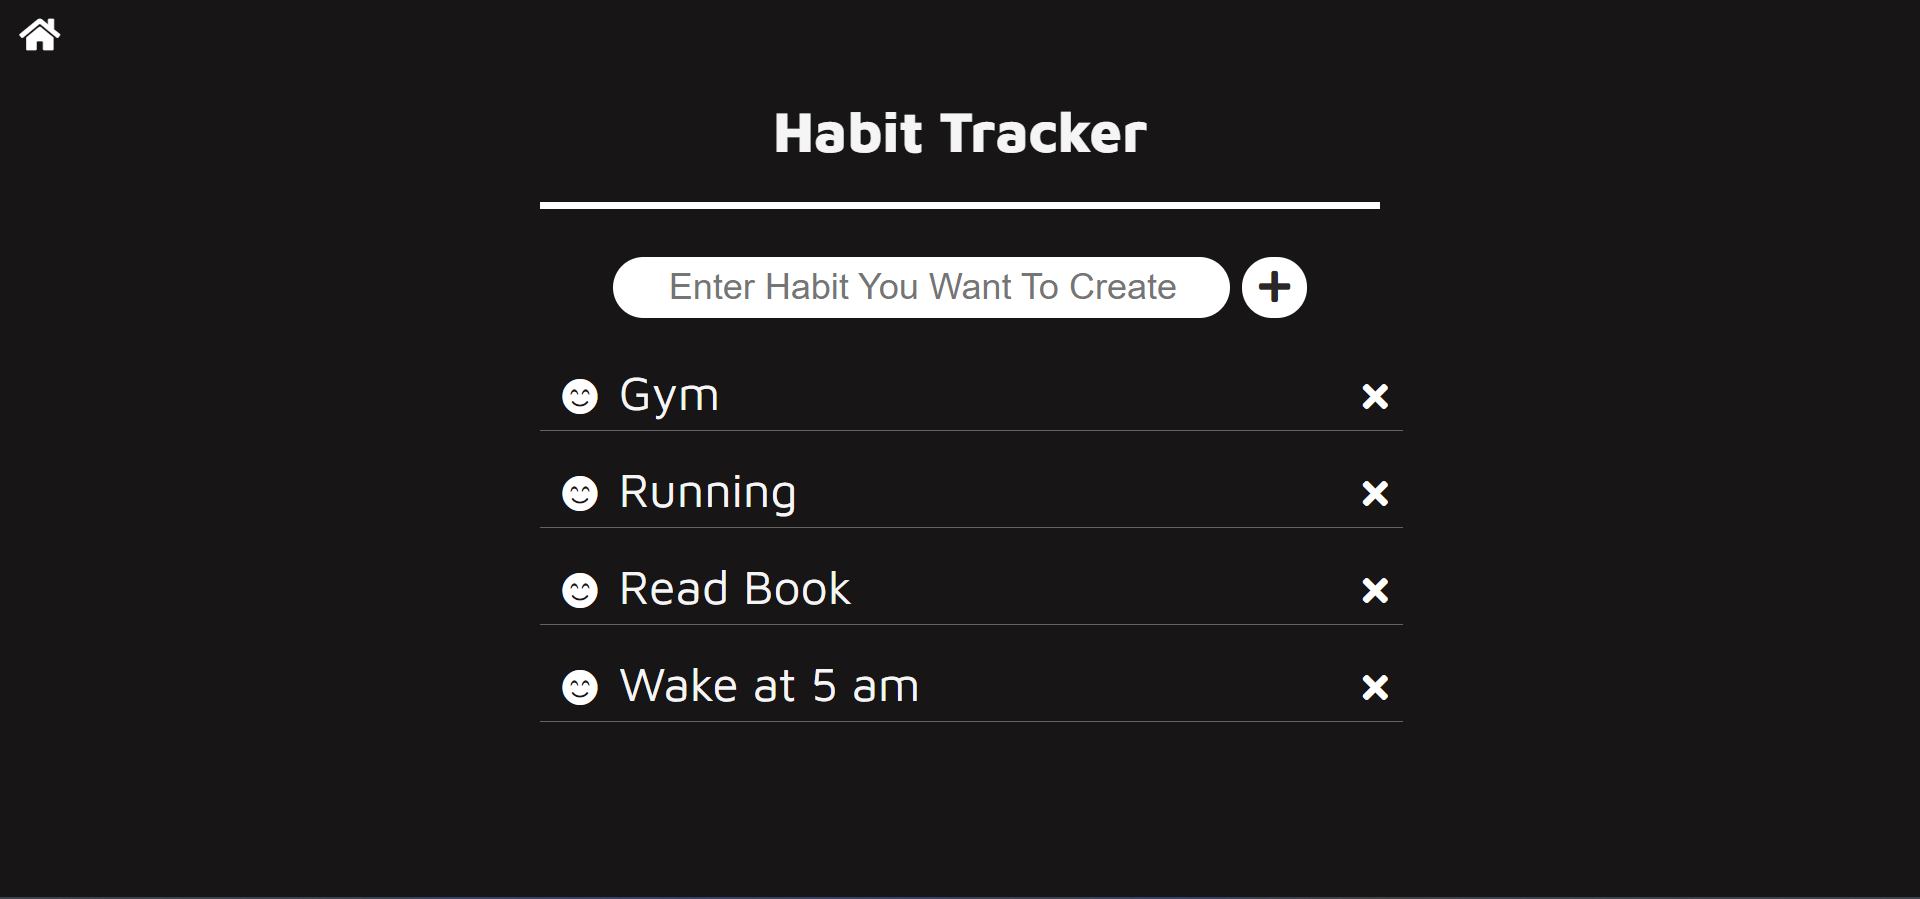 Habit Tracker
Enter Habit You Want To Create
Gym
Running
Read Book
Wake at 5 am